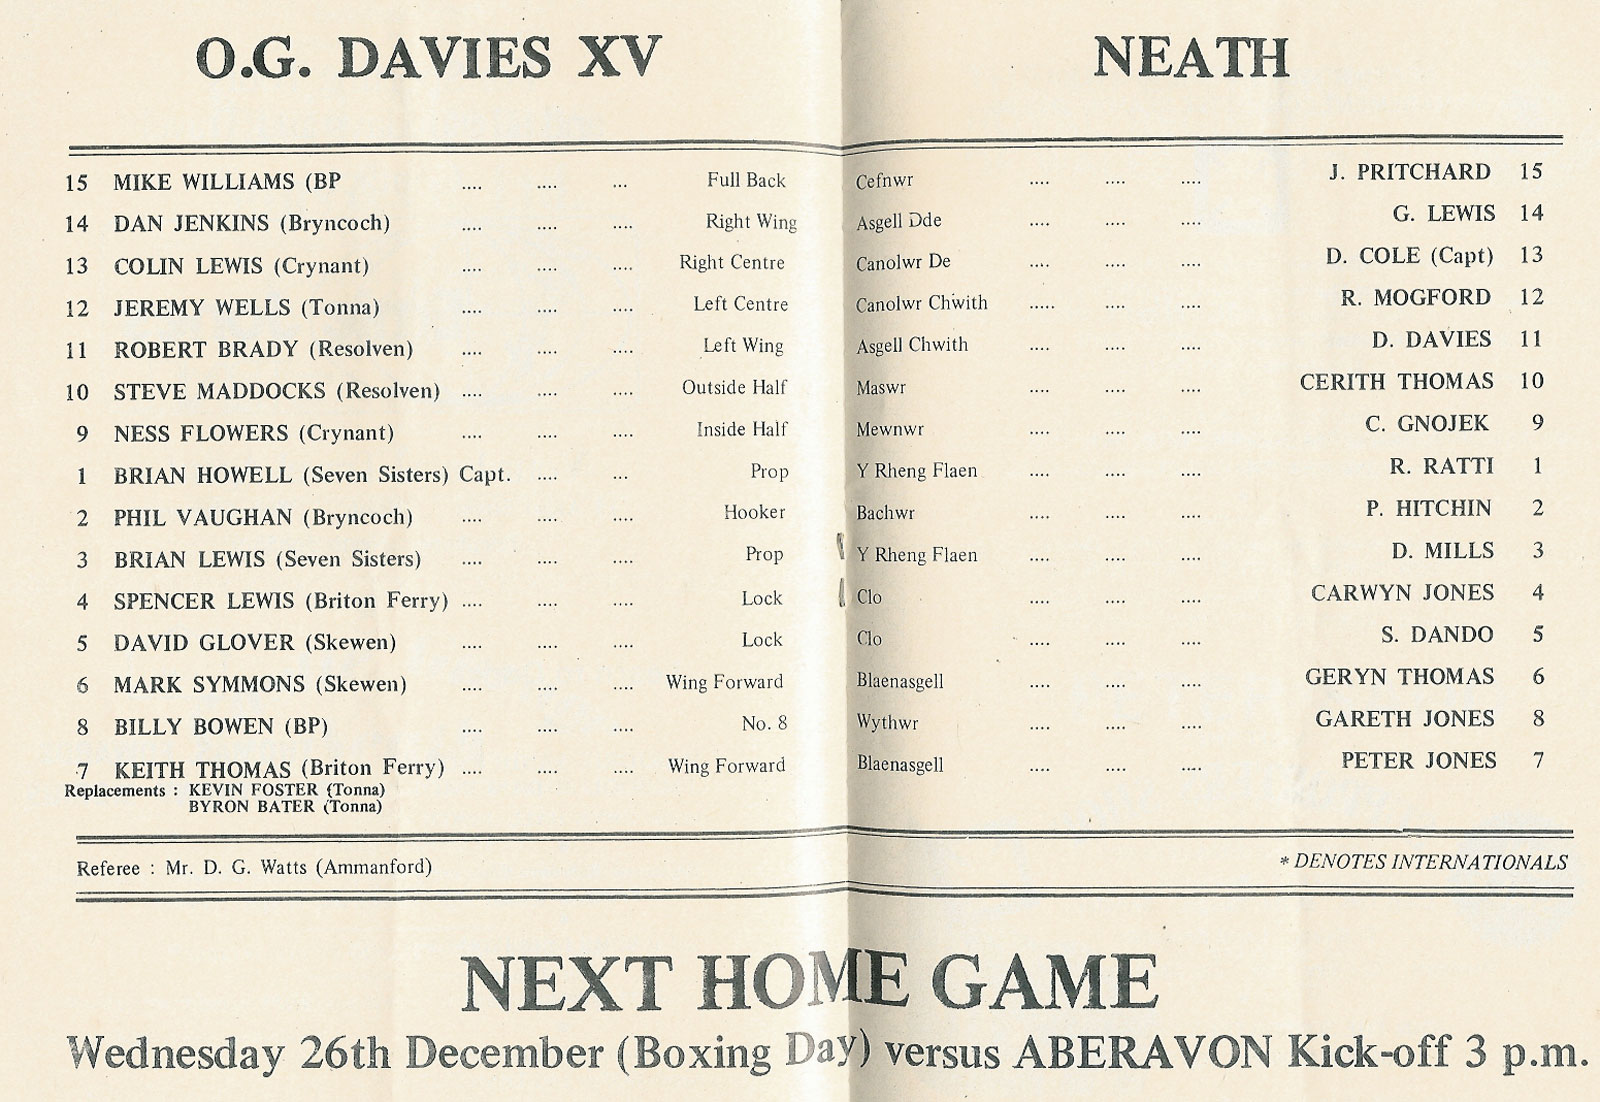 O.G. DAVIES XV NEATH
15 MIKE WILLIAMS (BP .... .... ... Full Back Cefnwr .... .... .... J. PRITCHARD 15
14 DAN JENKINS (Bryncoch) .... .... .... Right Wing Asgell Dde .... .... .... G. LEWIS 14
13 COLIN LEWIS (Crynant) .... .... .... Right Centre Canolwr De .... .... .... D. COLE (Capt) 13
12 JEREMY WELLS (Tonna) .... .... .... Left Centre Canolwr Chwith ..... .... .... R. MOGFORD 12
11 ROBERT BRADY (Resolven) .... .... .... Left Wing Asgell Chwith .... .... .... D. DAVIES 11
10 STEVE MADDOCKS (Resolven) .... .... .... Outside Half Maswr .... .... .... CERITH THOMAS 10
9 NESS FLOWERS (Crynant) .... .... .... Inside Half Mewnwr .... .... .... C. GNOJEK 9
1 BRIAN HOWELL (Seven Sisters) Capt. .... ... Prop Y Rheng Flaen .... .... .... R. RATTI 1
2 PHIL VAUGHAN (Bryncoch) .... .... .... Hooker Bachwr .... .... .... P. HITCHIN 2
3 BRIAN LEWIS (Seven Sisters) .... .... .... Prop Y Rheng Flaen .... .... .... D. MILLS 3
4 SPENCER LEWIS (Briton Ferry) .... .... .... Lock Clo .... .... .... CARWYN JONES 4
5 DAVID GLOVER (Skewen) .... .... .... Lock Clo .... .... .... S. DANDO 5
6 MARK SYMMONS (Skewen) .... .... .... Wing Forward Blaenasgell .... .... .... GERYN THOMAS 6
8 BILLY BOWEN (BP) .... .... .... No. 8 Wythwr .... .... .... GARETH JONES 8
7 KEITH THOMAS (Briton Ferry) .... .... .... Wing Forward Blaenasgell .... .... .... PETER JONES 7
Replacements : KEVIN FOSTER (Tonna)
BYRON BATER (Tonna)
Referee : Mr. D. G. Watts (Ammanford) * DENOTES INTERNATIONALS
NEXT HOME GAME
Wednesday 26th December (Boxing Day) versus ABERAVON Kick-off 3 p.m.